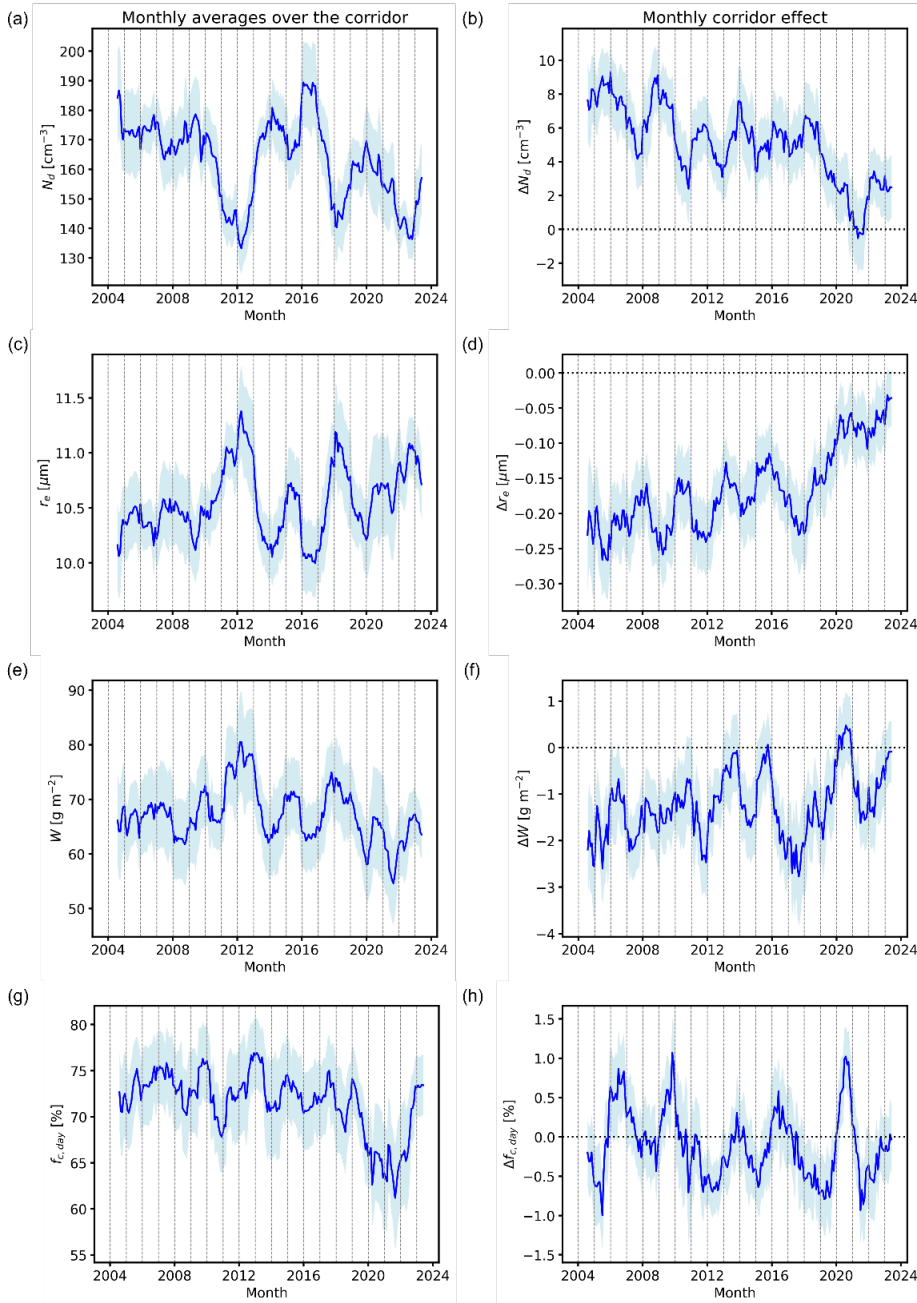 (a)
Monthly averages over the corridor
N_d [cm⁻³]
200
190
180
170
160
150
140
130
2004 2008 2012 2016 2020 2024
Month
(b)
Monthly corridor effect
ΔN_d [cm⁻³]
10
8
6
4
2
0
−2
2004 2008 2012 2016 2020 2024
Month
(c)
r_e [μm]
11.5
11.0
10.5
10.0
2004 2008 2012 2016 2020 2024
Month
(d)
Δr_e [μm]
0.00
−0.05
−0.10
−0.15
−0.20
−0.25
−0.30
2004 2008 2012 2016 2020 2024
Month
(e)
W [g m⁻²]
90
80
70
60
50
2004 2008 2012 2016 2020 2024
Month
(f)
ΔW [g m⁻²]
1
0
−1
−2
−3
−4
2004 2008 2012 2016 2020 2024
Month
(g)
f_{c,day} [%]
80
75
70
65
60
55
2004 2008 2012 2016 2020 2024
Month
(h)
Δf_{c,day} [%]
1.5
1.0
0.5
0.0
−0.5
−1.0
−1.5
2004 2008 2012 2016 2020 2024
Month